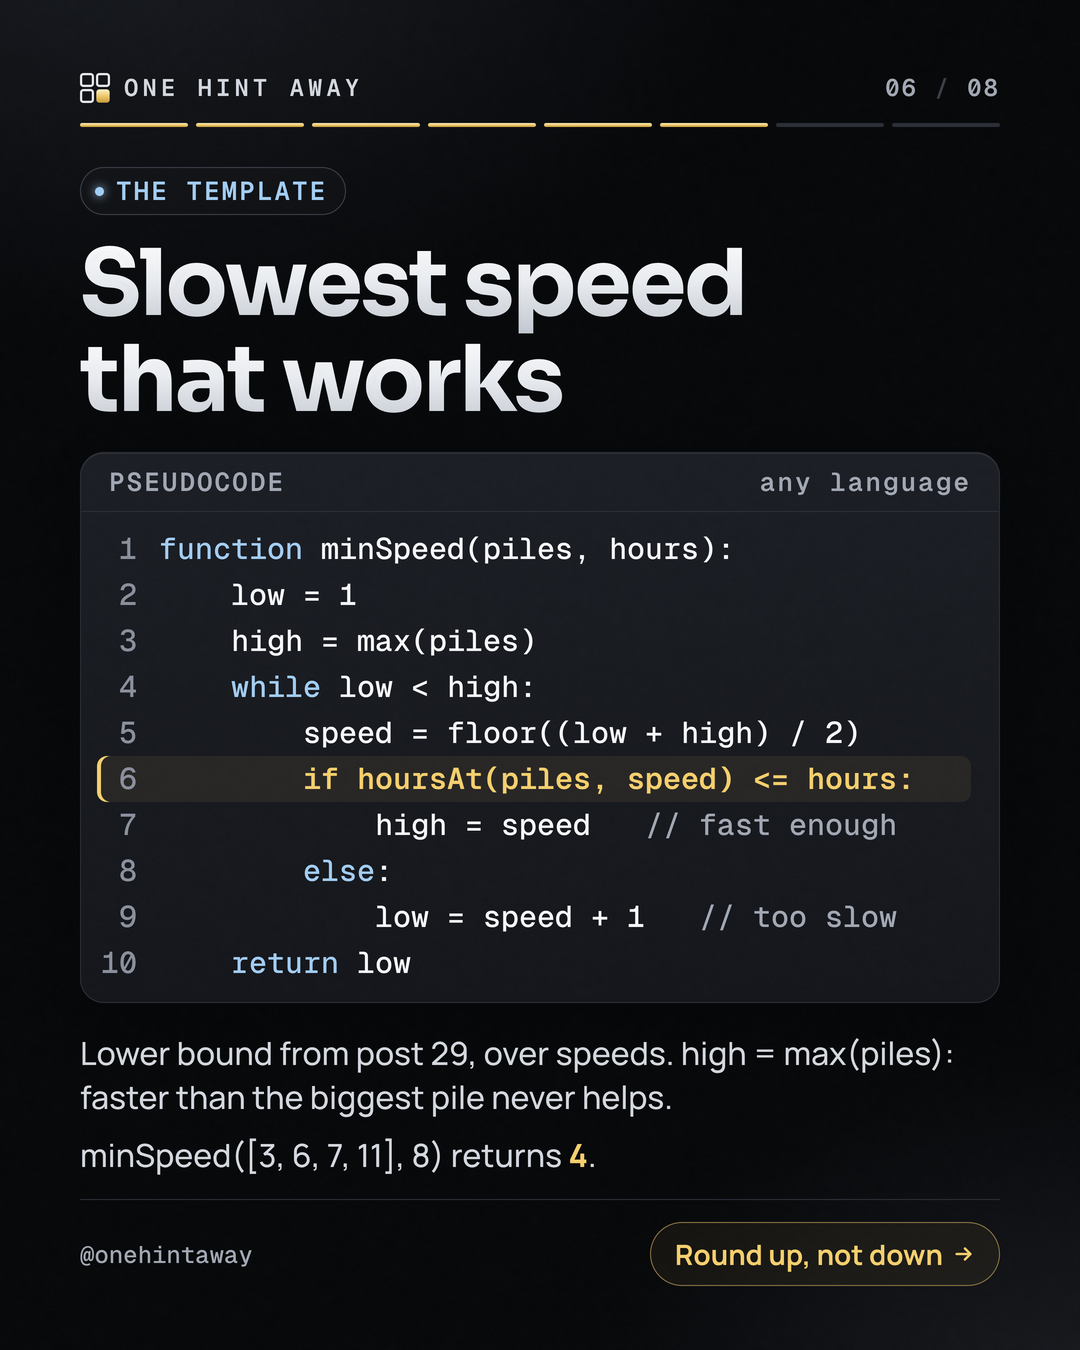 ONE HINT AWAY
06 / 08
THE TEMPLATE
Slowest speed
that works
PSEUDOCODE
any language
1 function minSpeed(piles, hours):
2     low = 1
3     high = max(piles)
4     while low < high:
5         speed = floor((low + high) / 2)
6         if hoursAt(piles, speed) <= hours:
7             high = speed   // fast enough
8         else:
9             low = speed + 1   // too slow
10     return low
Lower bound from post 29, over speeds. high = max(piles):
faster than the biggest pile never helps.
minSpeed([3, 6, 7, 11], 8) returns 4.
@onehintaway
Round up, not down →